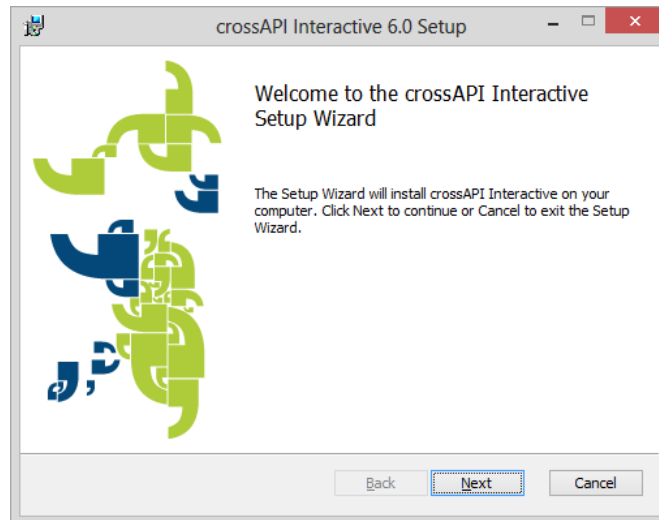 crossAPI Interactive 6.0 Setup
Welcome to the crossAPI Interactive
Setup Wizard
The Setup Wizard will install crossAPI Interactive on your
computer. Click Next to continue or Cancel to exit the Setup
Wizard.
Back Next Cancel